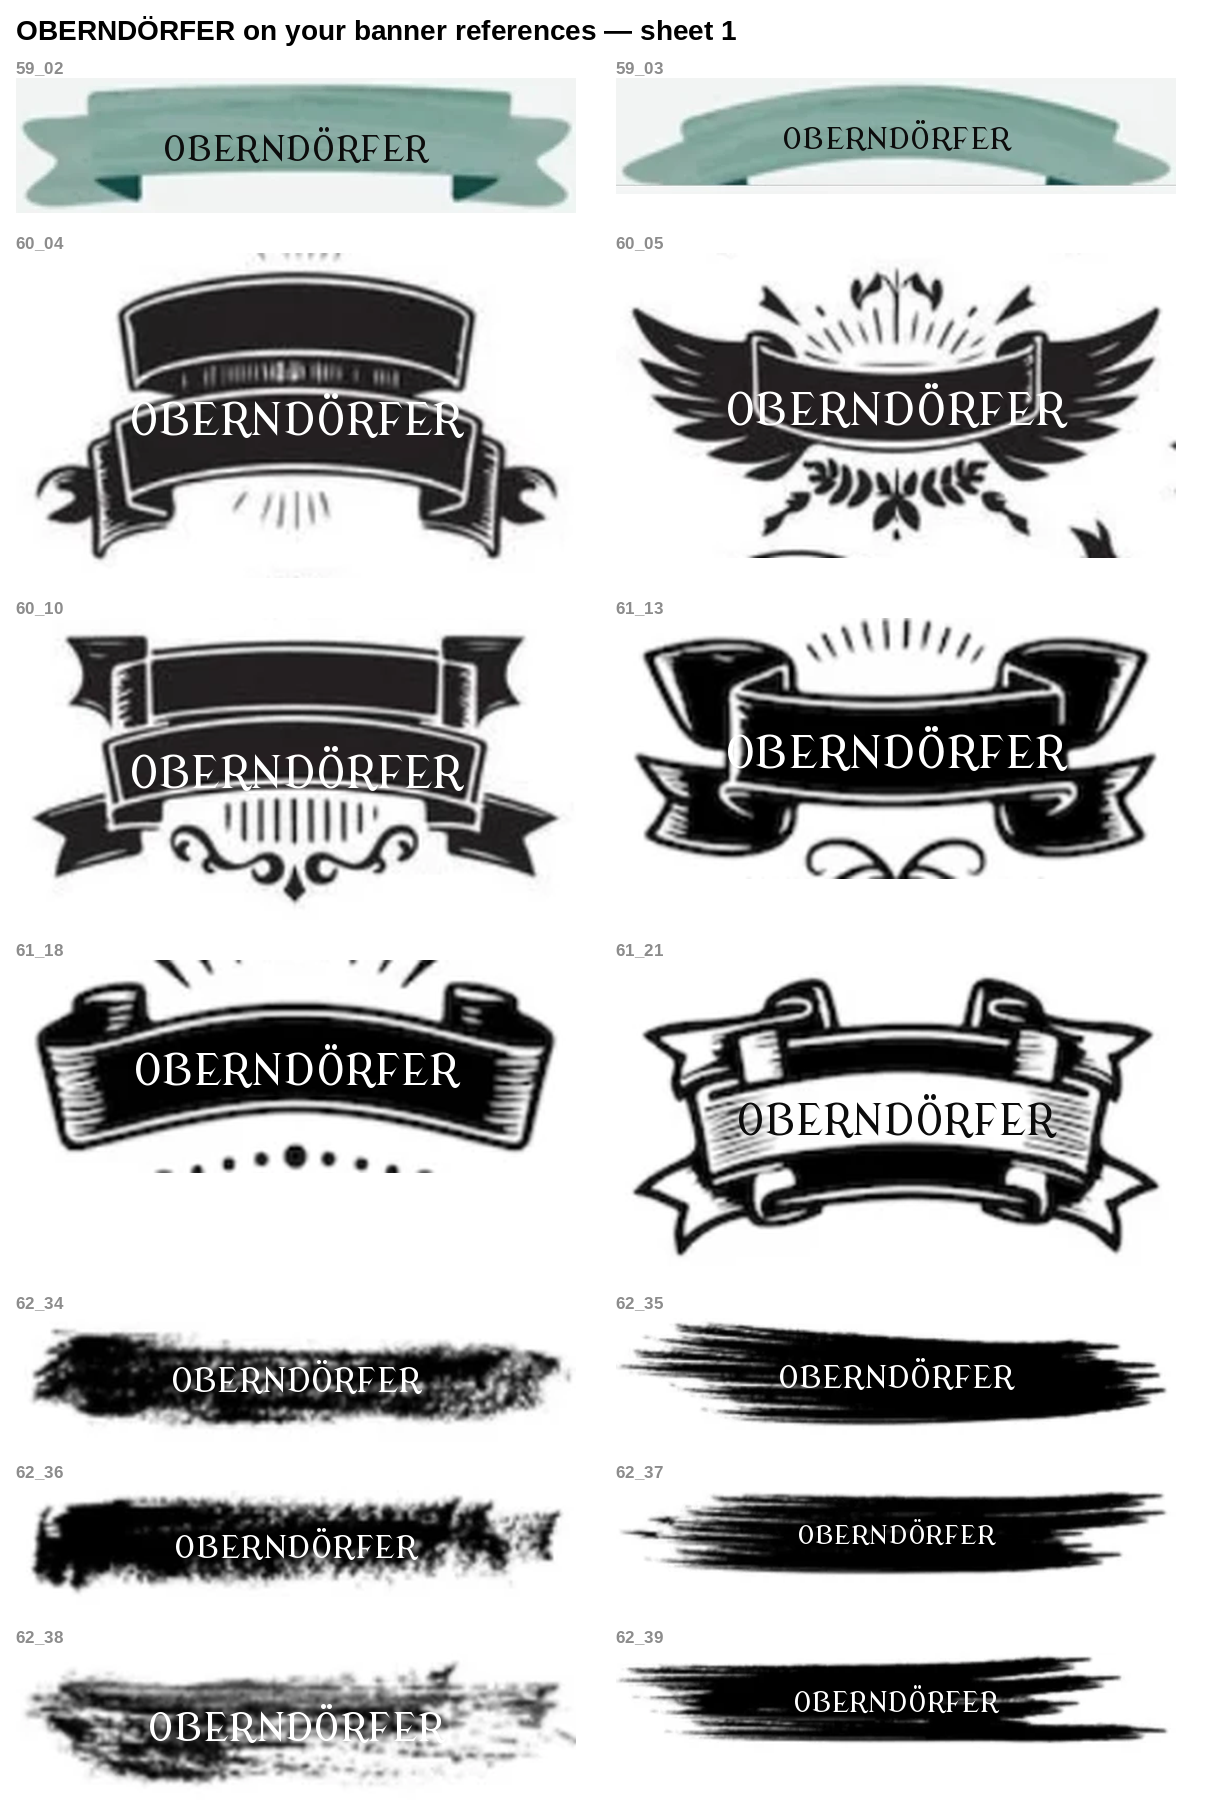 OBERNDÖRFER on your banner references — sheet 1
59_02
59_03
OBERNDÖRFER
OBERNDÖRFER
60_04
60_05
OBERNDÖRFER
OBERNDÖRFER
60_10
61_13
OBERNDÖRFER
OBERNDÖRFER
61_18
61_21
OBERNDÖRFER
OBERNDÖRFER
62_34
62_35
OBERNDÖRFER
OBERNDÖRFER
62_36
62_37
OBERNDÖRFER
OBERNDÖRFER
62_38
62_39
OBERNDÖRFER
OBERNDÖRFER